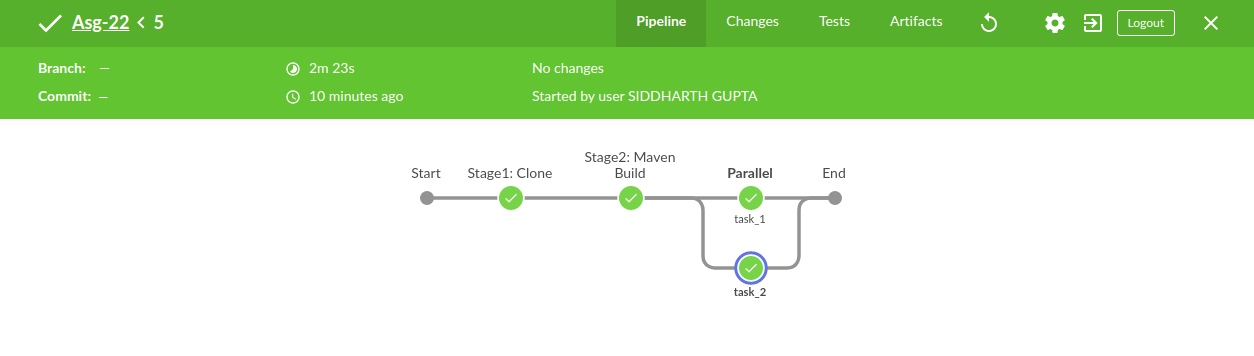 Asg-22 < 5
Pipeline
Changes
Tests
Artifacts
Logout
Branch: —
2m 23s
No changes
Commit: —
10 minutes ago
Started by user SIDDHARTH GUPTA
Start
Stage1: Clone
Stage2: Maven
Build
Parallel
End
task_1
task_2